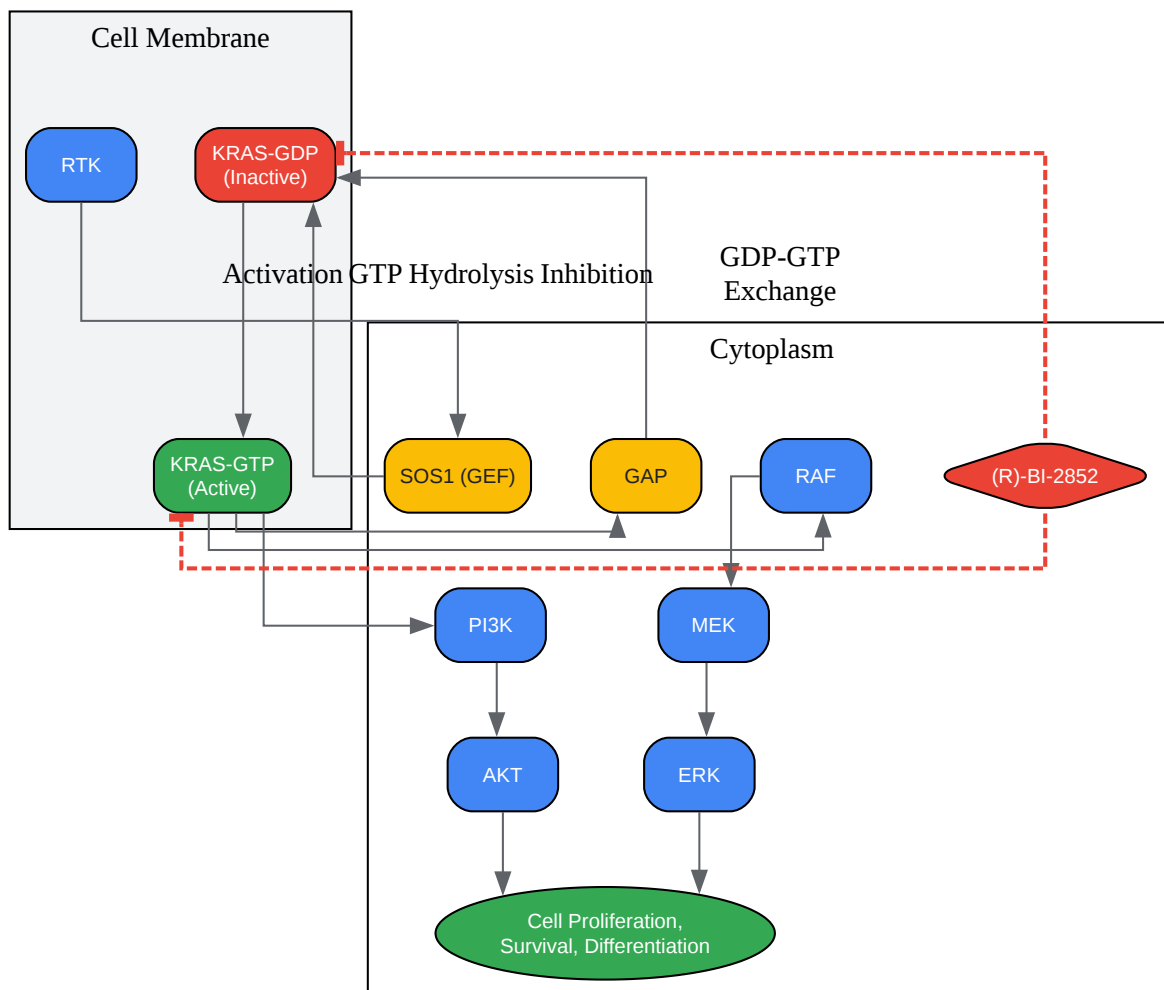 Cell Membrane
RTK
KRAS-GDP
(Inactive)
Activation GTP Hydrolysis Inhibition
GDP-GTP
Exchange
Cytoplasm
KRAS-GTP
(Active)
SOS1 (GEF)
GAP
RAF
(R)-BI-2852
PI3K
MEK
AKT
ERK
Cell Proliferation,
Survival, Differentiation